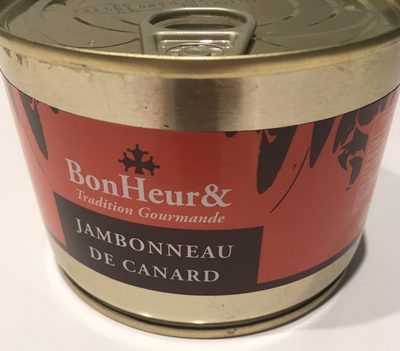 BonHeur&
Tradition Gourmande
JAMBONNEAU
DE CANARD